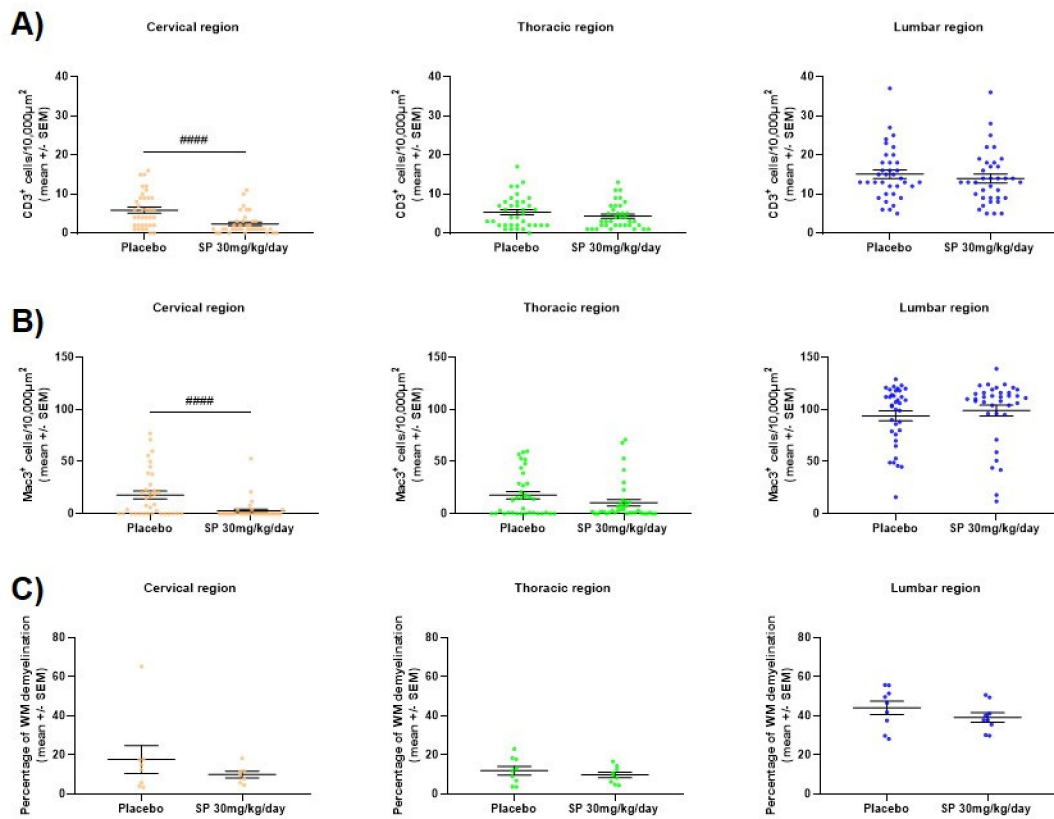 A)
Cervical region
Thoracic region
Lumbar region
CD3⁺ cells/10,000µm²
(mean +/- SEM)
40
30
20
10
0
####
Placebo
SP 30mg/kg/day
CD3⁺ cells/10,000µm²
(mean +/- SEM)
40
30
20
10
0
Placebo
SP 30mg/kg/day
CD3⁺ cells/10,000µm²
(mean +/- SEM)
40
30
20
10
0
Placebo
SP 30mg/kg/day
B)
Cervical region
Thoracic region
Lumbar region
Mac3⁺ cells/10,000µm²
(mean +/- SEM)
150
100
50
0
####
Placebo
SP 30mg/kg/day
Mac3⁺ cells/10,000µm²
(mean +/- SEM)
150
100
50
0
Placebo
SP 30mg/kg/day
Mac3⁺ cells/10,000µm²
(mean +/- SEM)
150
100
50
0
Placebo
SP 30mg/kg/day
C)
Cervical region
Thoracic region
Lumbar region
Percentage of WM demyelination
(mean +/- SEM)
80
60
40
20
0
Placebo
SP 30mg/kg/day
Percentage of WM demyelination
(mean +/- SEM)
80
60
40
20
0
Placebo
SP 30mg/kg/day
Percentage of WM demyelination
(mean +/- SEM)
80
60
40
20
0
Placebo
SP 30mg/kg/day